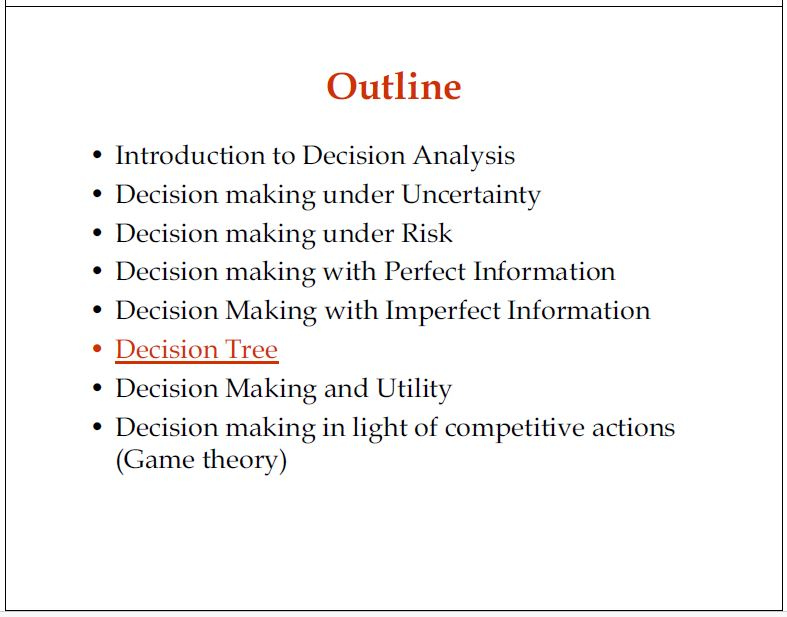 Outline
• Introduction to Decision Analysis
• Decision making under Uncertainty
• Decision making under Risk
• Decision making with Perfect Information
• Decision Making with Imperfect Information
• Decision Tree
• Decision Making and Utility
• Decision making in light of competitive actions
(Game theory)